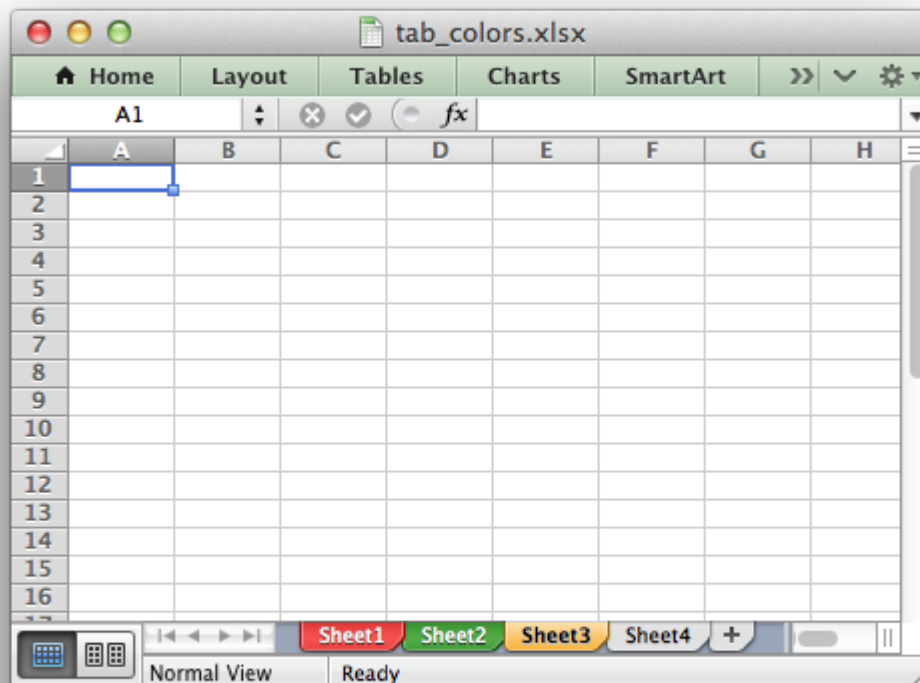 tab_colors.xlsx
Home Layout Tables Charts SmartArt
A1 fx
A B C D E F G H
1
2
3
4
5
6
7
8
9
10
11
12
13
14
15
16
17
Sheet1 Sheet2 Sheet3 Sheet4 +
Normal View Ready